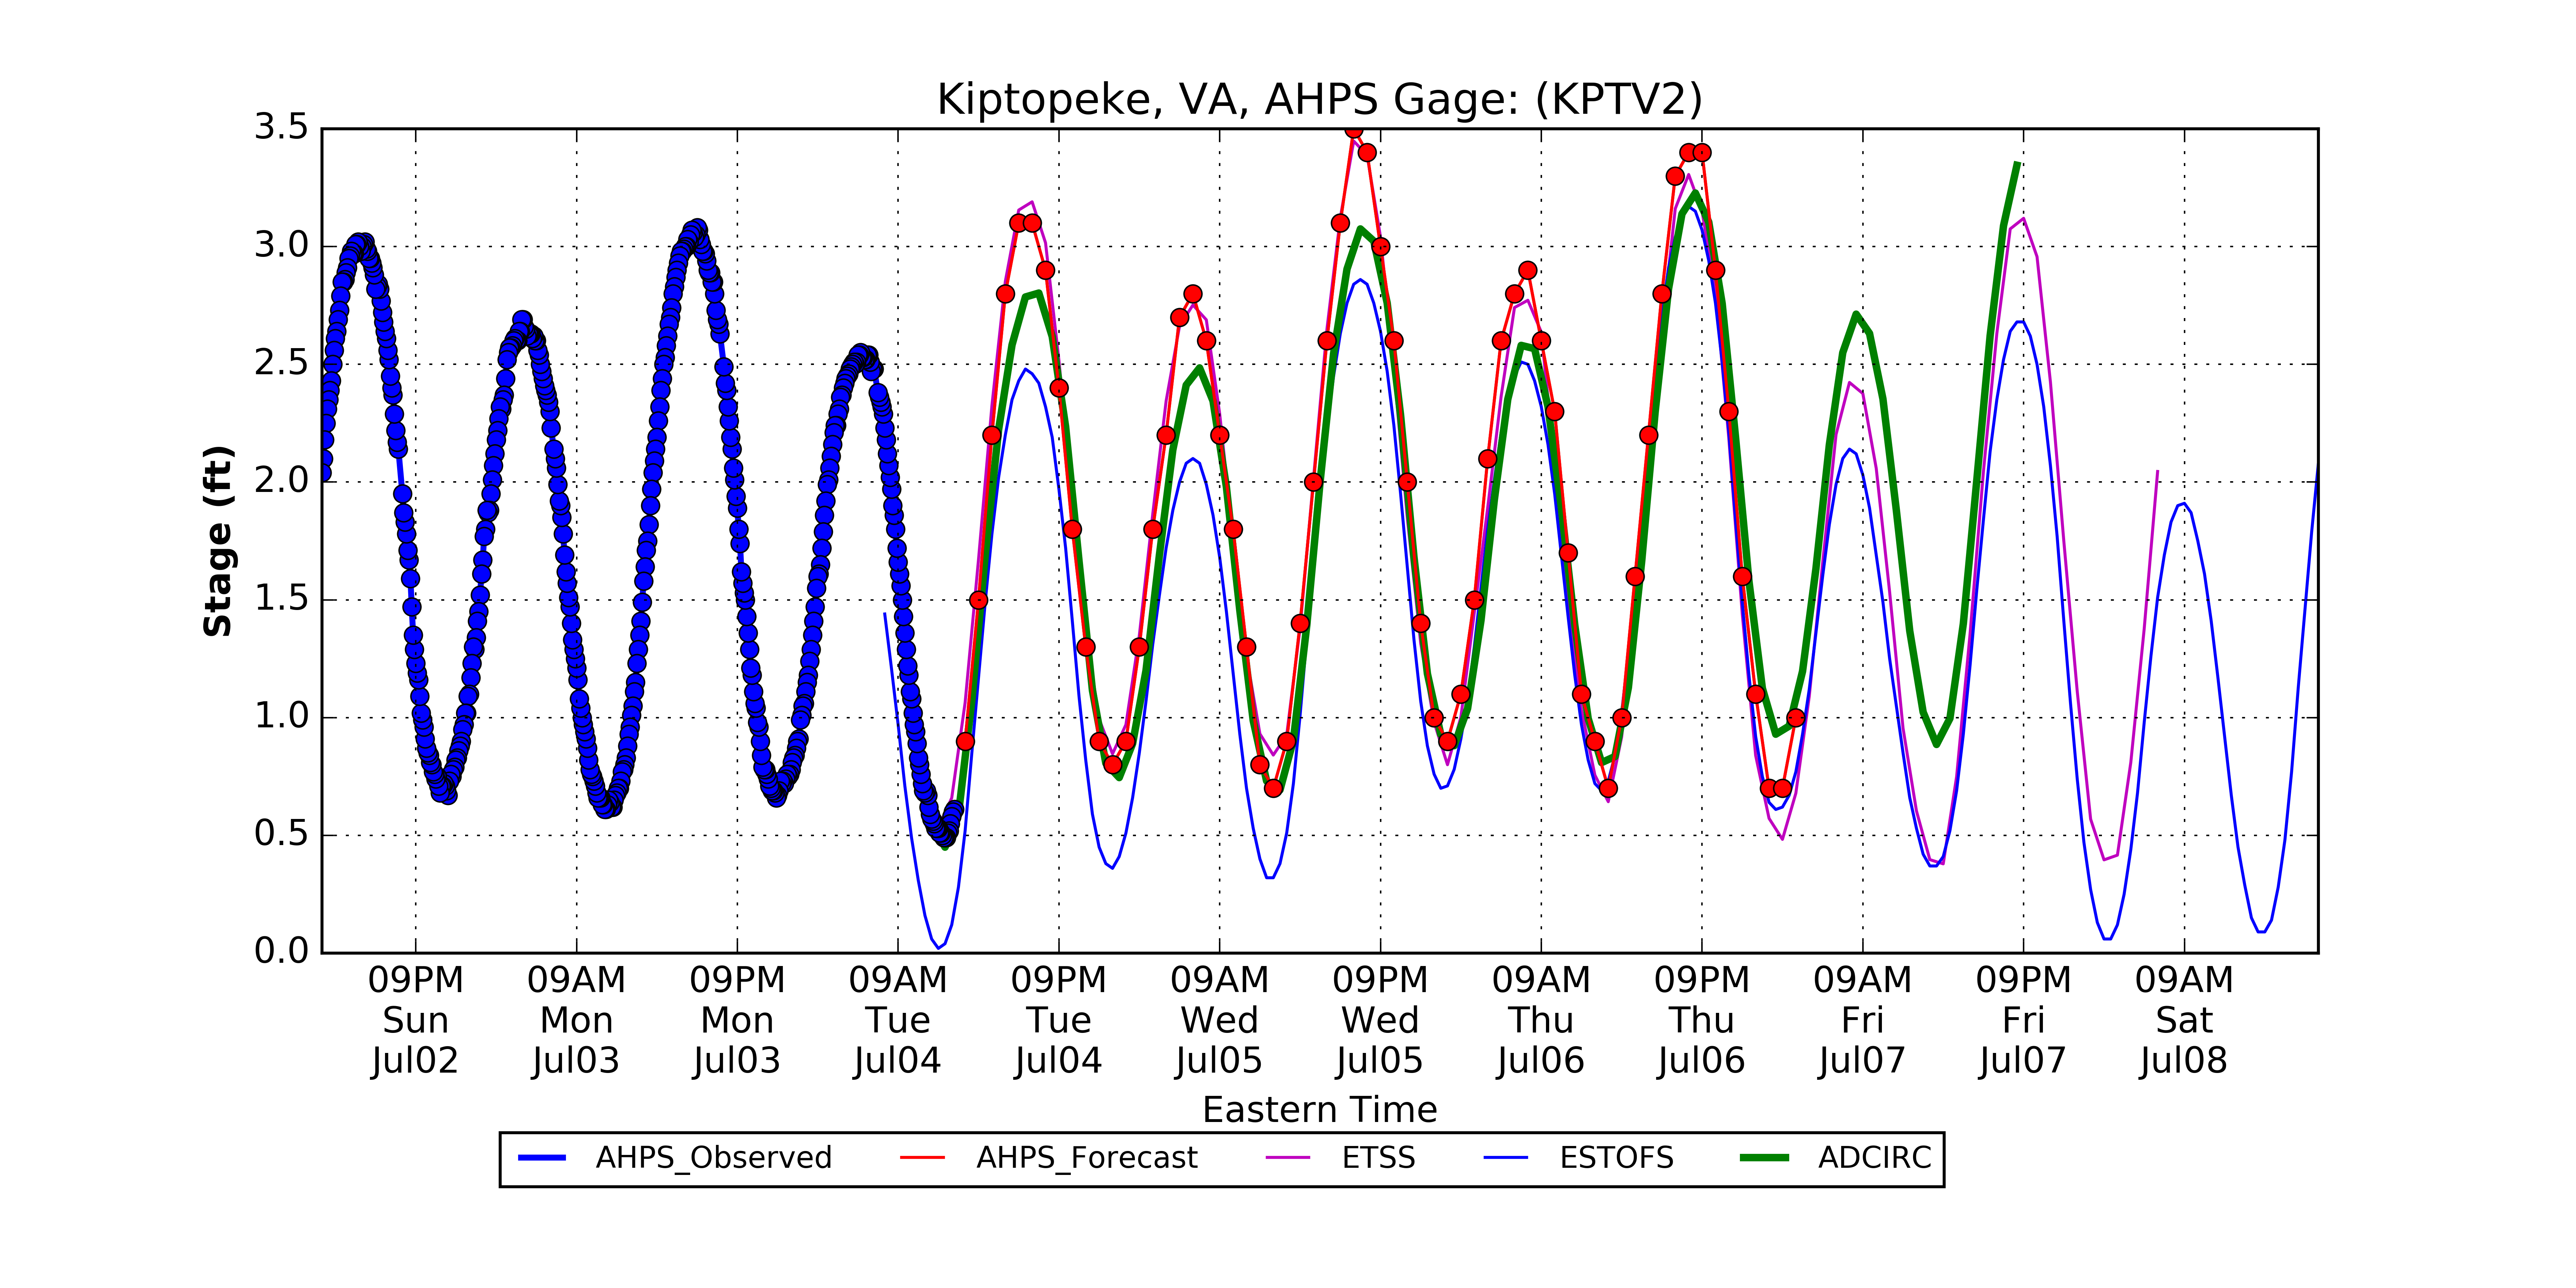 Kiptopeke, VA, AHPS Gage: (KPTV2)
3.5
3.0
2.5
2.0
1.5
1.0
0.5
0.0
Stage (ft)
09PM 09AM 09PM 09AM 09PM 09AM 09PM 09AM 09PM 09AM 09PM 09AM
Sun Mon Mon Tue Tue Wed Wed Thu Thu Fri Fri Sat
Jul02 Jul03 Jul03 Jul04 Jul04 Jul05 Jul05 Jul06 Jul06 Jul07 Jul07 Jul08
Eastern Time
AHPS_Observed AHPS_Forecast ETSS ESTOFS ADCIRC